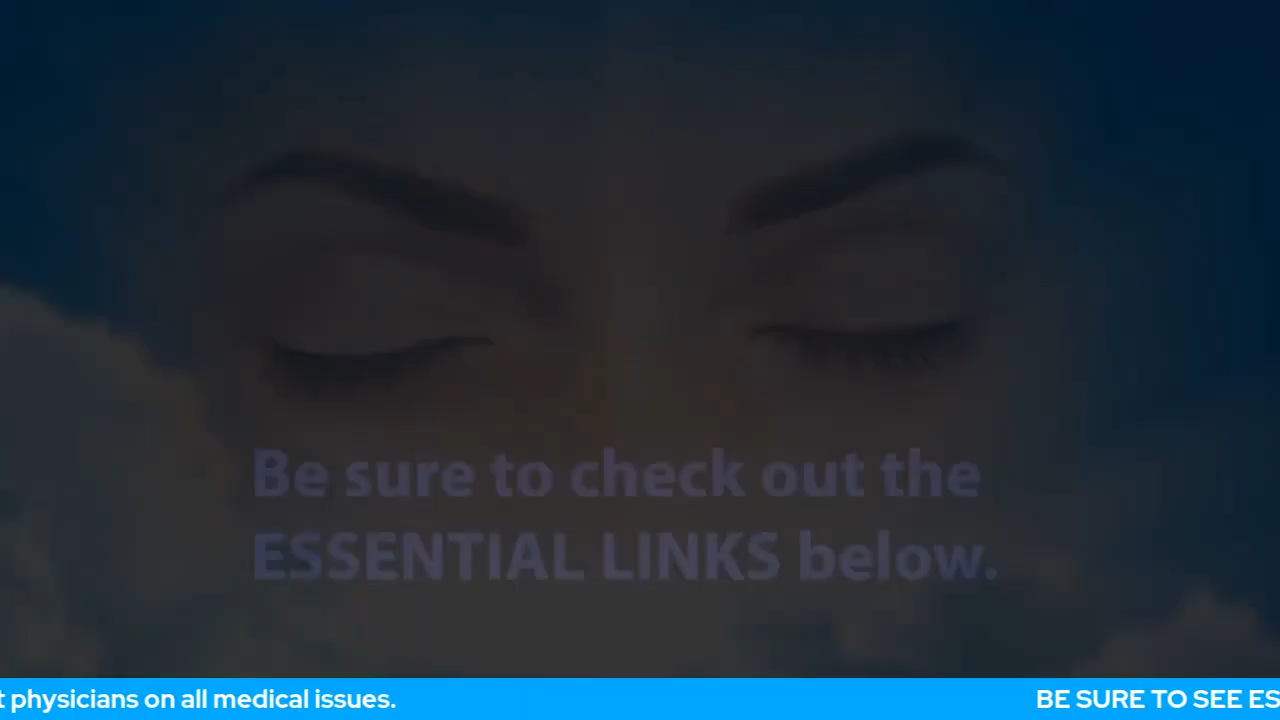 Be sure to check out the
ESSENTIAL LINKS below.
physicians on all medical issues.
BE SURE TO SEE